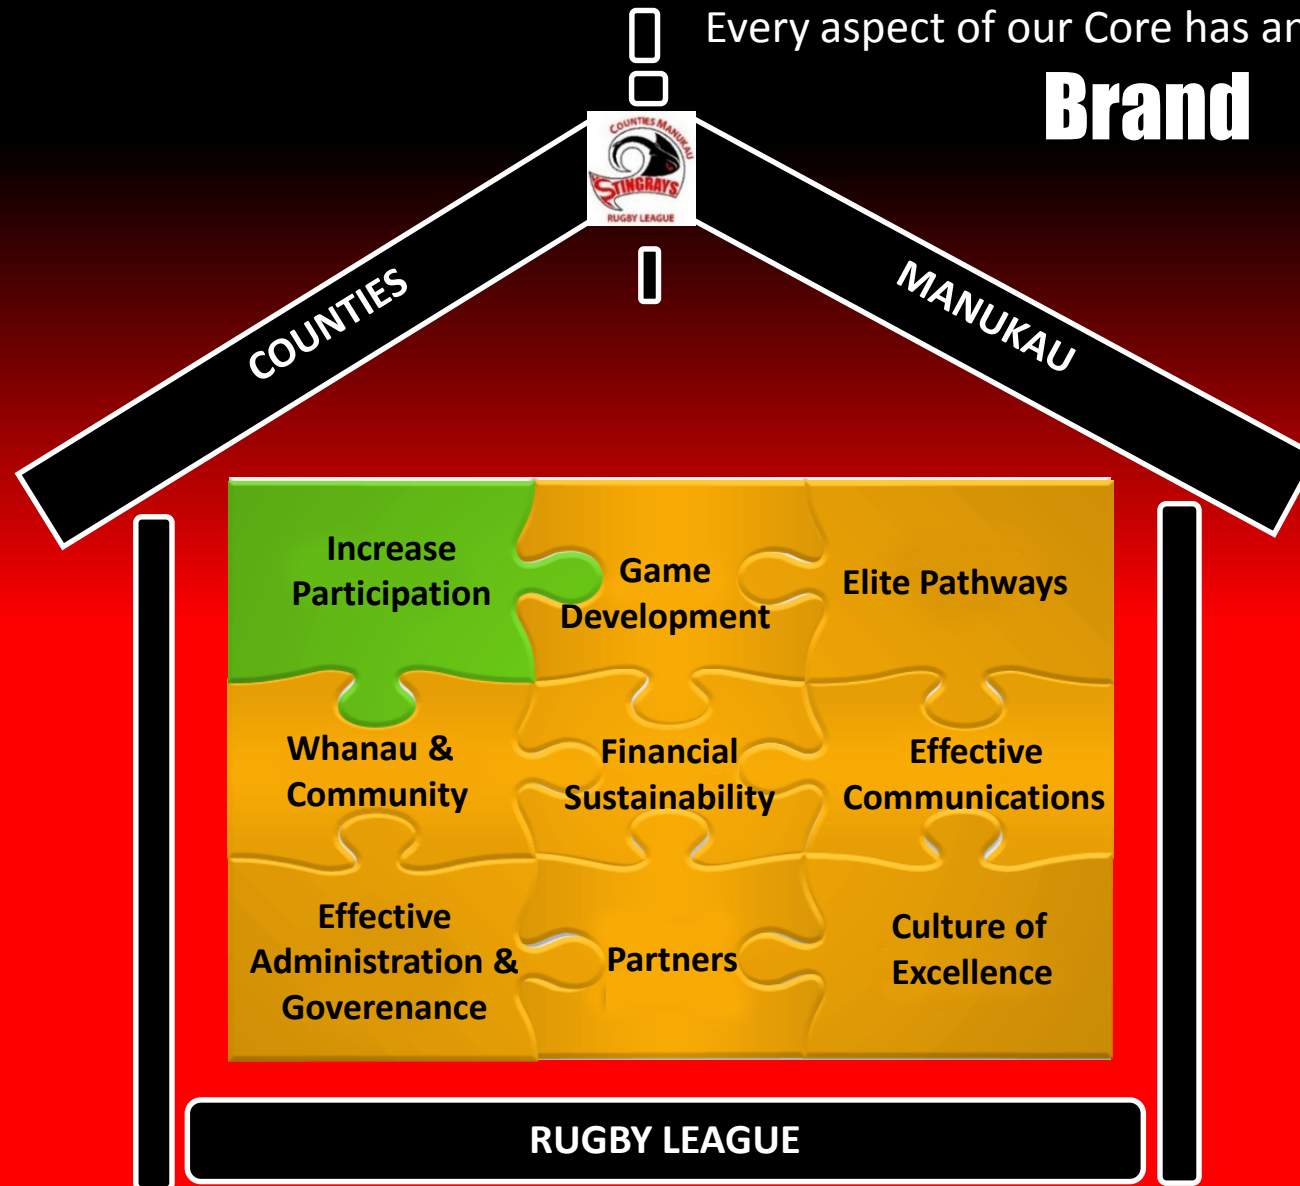 Every aspect of our Core has an
Brand
COUNTIES MANUKAU
STINGRAYS
RUGBY LEAGUE
COUNTIES
MANUKAU
Increase
Participation
Game
Development
Elite Pathways
Whanau &
Community
Financial
Sustainability
Effective
Communications
Effective
Administration &
Goverenance
Partners
Culture of
Excellence
RUGBY LEAGUE